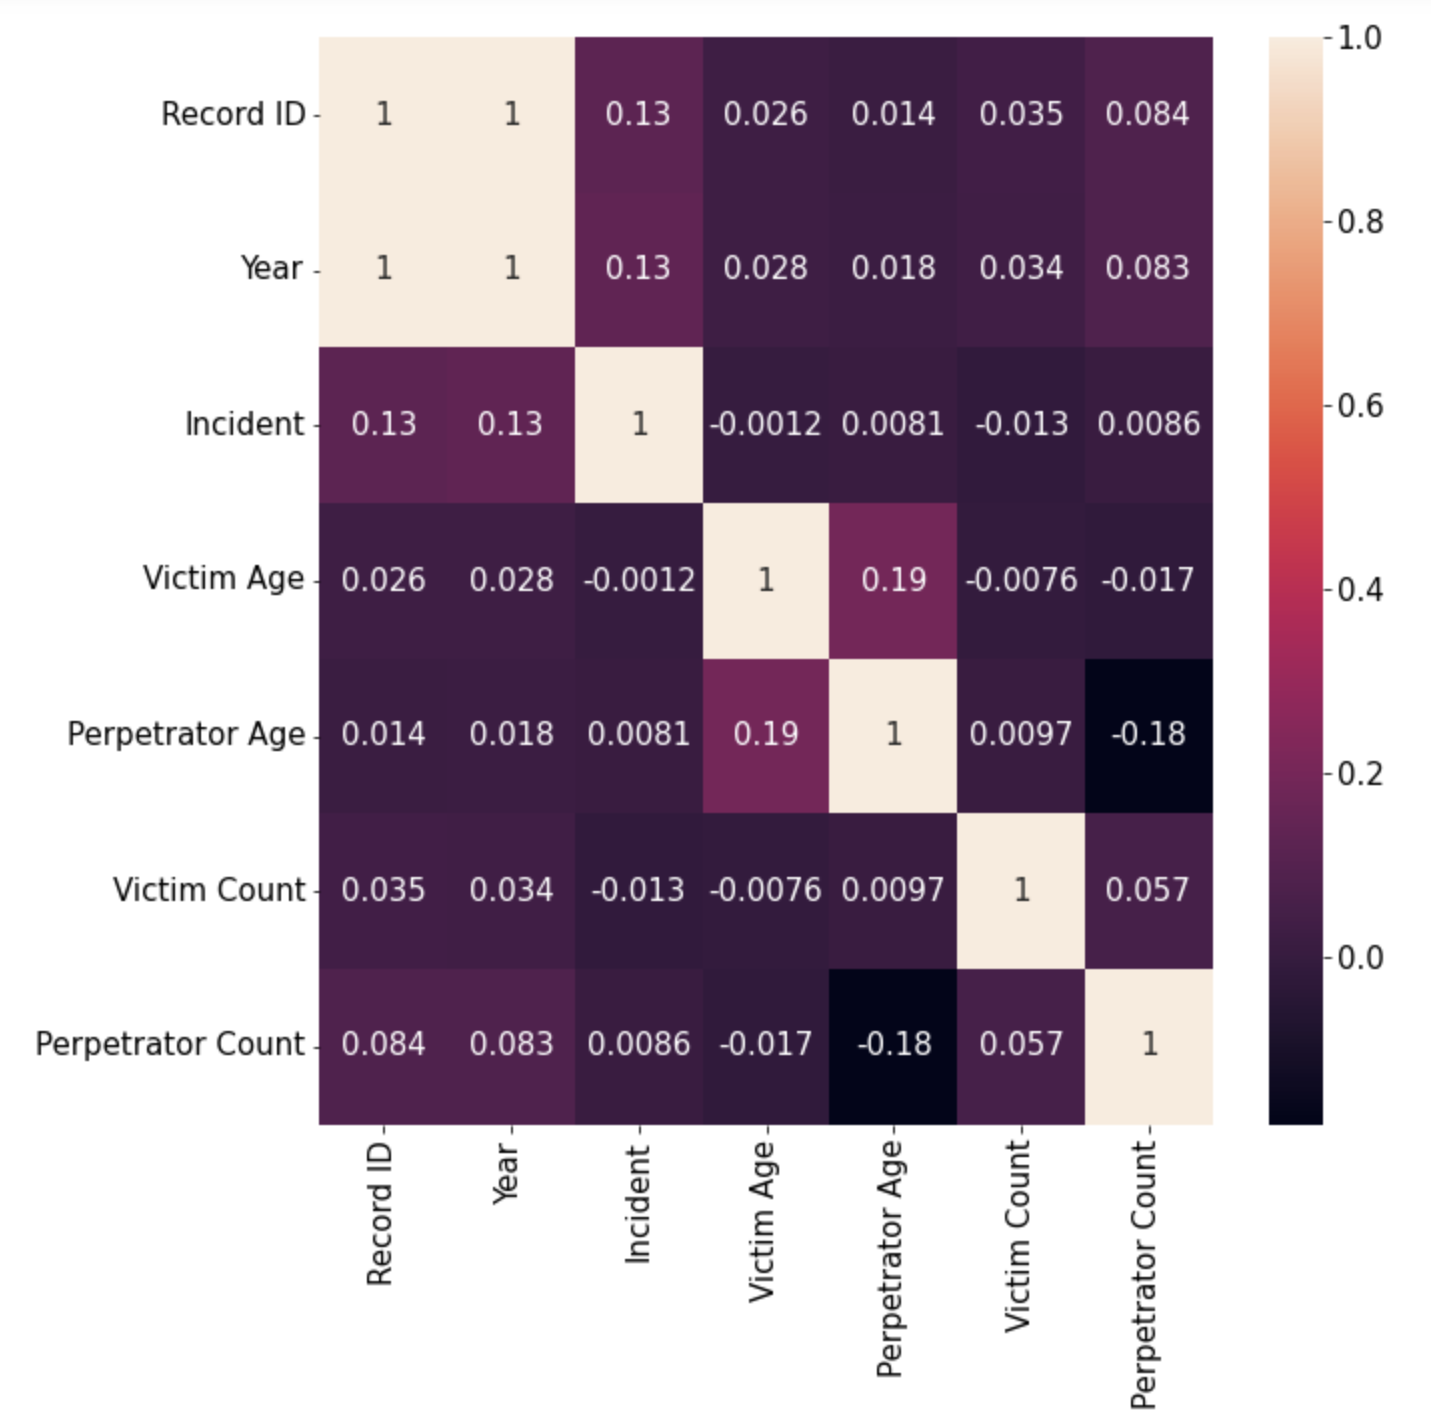 Record ID 1 1 0.13 0.026 0.014 0.035 0.084
Year 1 1 0.13 0.028 0.018 0.034 0.083
Incident 0.13 0.13 1 -0.0012 0.0081 -0.013 0.0086
Victim Age 0.026 0.028 -0.0012 1 0.19 -0.0076 -0.017
Perpetrator Age 0.014 0.018 0.0081 0.19 1 0.0097 -0.18
Victim Count 0.035 0.034 -0.013 -0.0076 0.0097 1 0.057
Perpetrator Count 0.084 0.083 0.0086 -0.017 -0.18 0.057 1
Record ID
Year
Incident
Victim Age
Perpetrator Age
Victim Count
Perpetrator Count
1.0
0.8
0.6
0.4
0.2
0.0